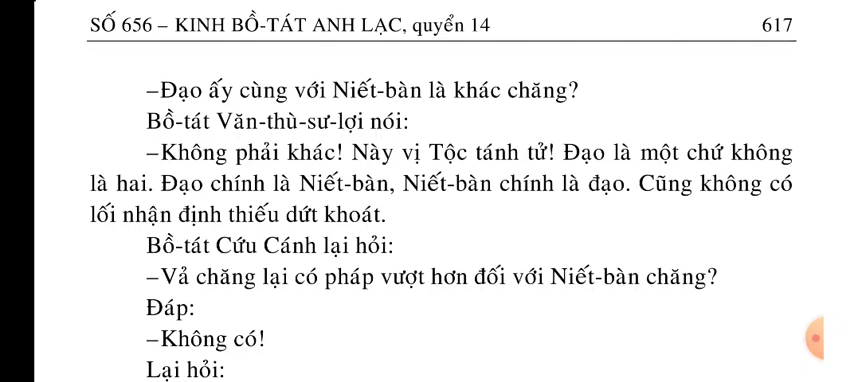 SỐ 656 – KINH BỒ-TÁT ANH LẠC, quyển 14 617
–Đạo ấy cùng với Niết-bàn là khác chăng?
Bồ-tát Văn-thù-sư-lợi nói:
–Không phải khác! Này vị Tộc tánh tử! Đạo là một chứ không
là hai. Đạo chính là Niết-bàn, Niết-bàn chính là đạo. Cũng không có
lối nhận định thiếu dứt khoát.
Bồ-tát Cứu Cánh lại hỏi:
–Vả chăng lại có pháp vượt hơn đối với Niết-bàn chăng?
Đáp:
–Không có!
Lại hỏi: